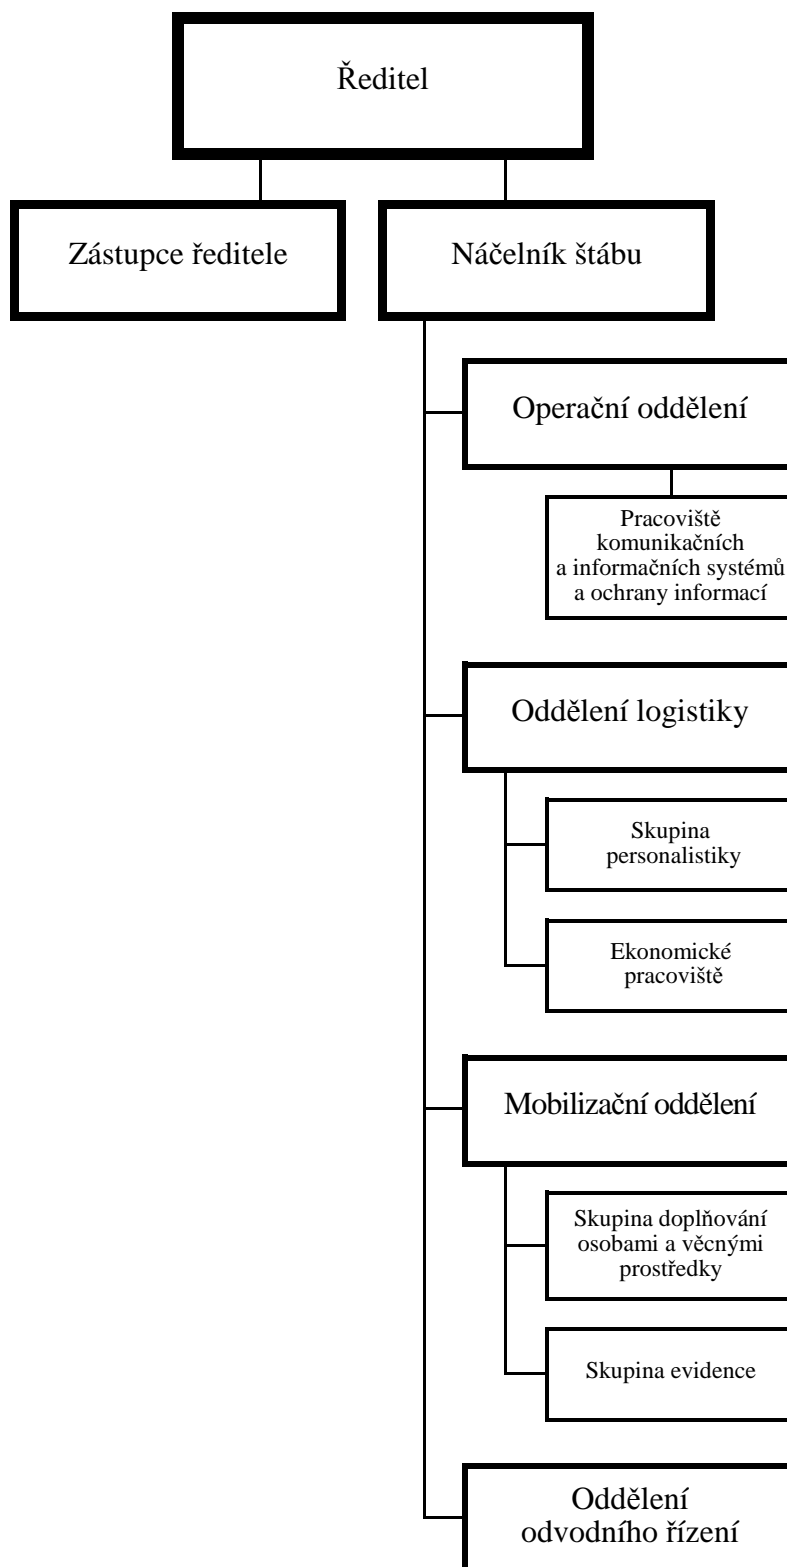 Ředitel
Zástupce ředitele
Náčelník štábu
Operační oddělení
Pracoviště
komunikačních
a informačních systémů
a ochrany informací
Oddělení logistiky
Skupina
personalistiky
Ekonomické
pracoviště
Mobilizační oddělení
Skupina doplňování
osobami a věcnými
prostředky
Skupina evidence
Oddělení
odvodního řízení